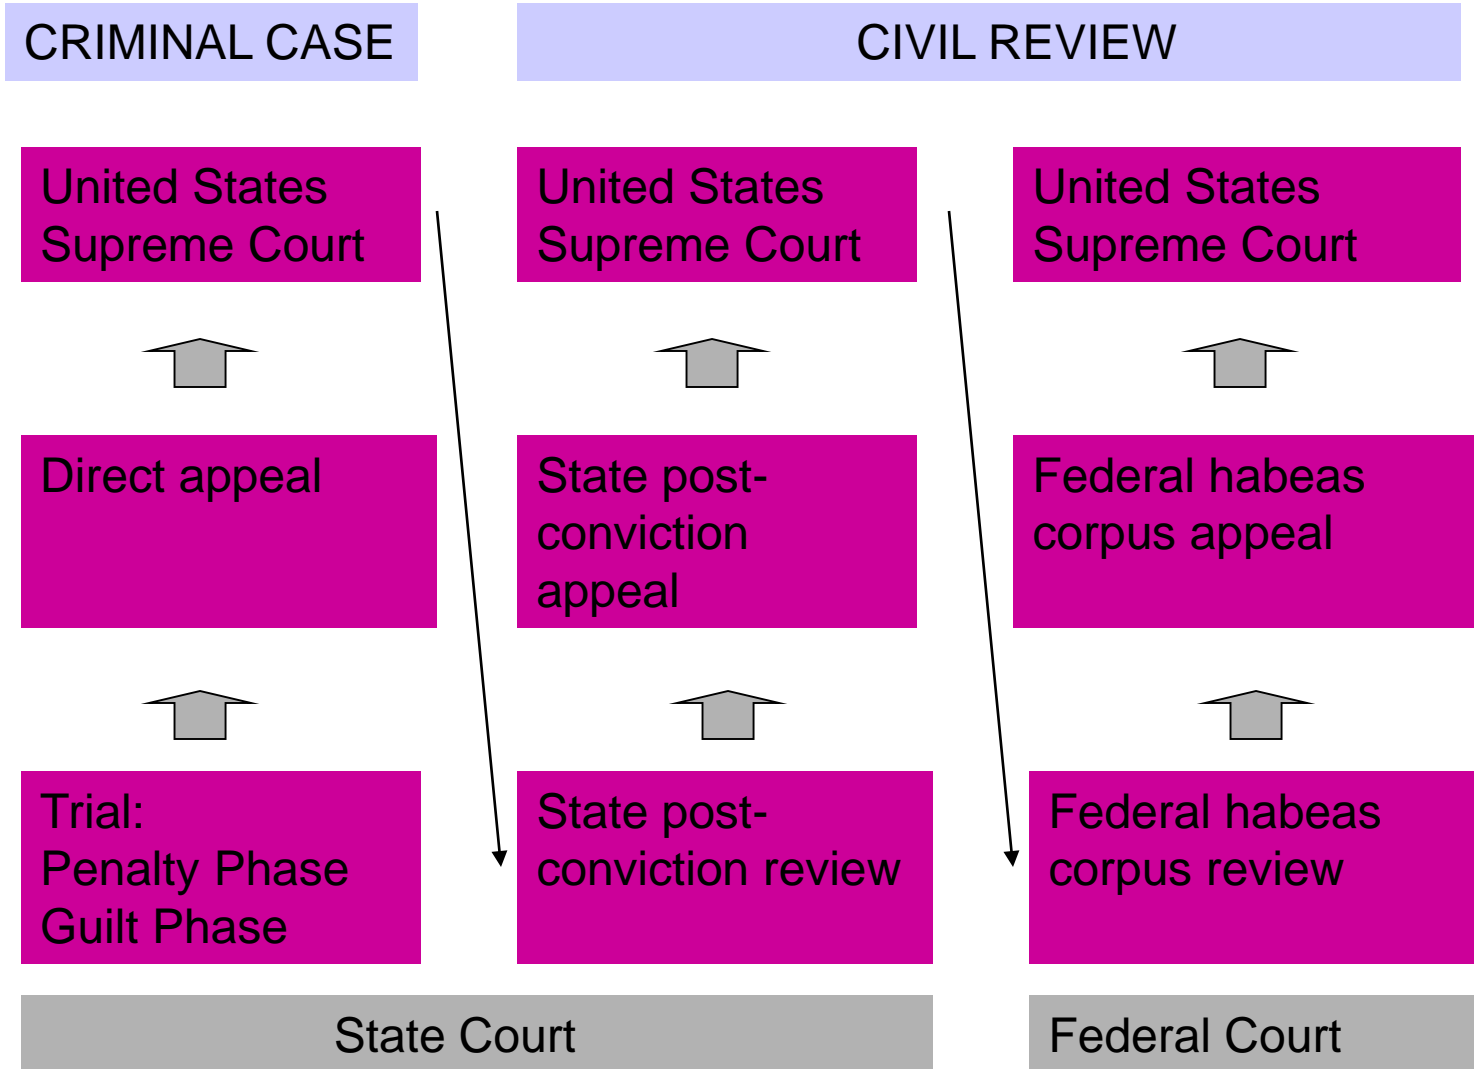 CRIMINAL CASE
CIVIL REVIEW
United States
Supreme Court
United States
Supreme Court
United States
Supreme Court
Direct appeal
State post-
conviction
appeal
Federal habeas
corpus appeal
Trial:
Penalty Phase
Guilt Phase
State post-
conviction review
Federal habeas
corpus review
State Court
Federal Court